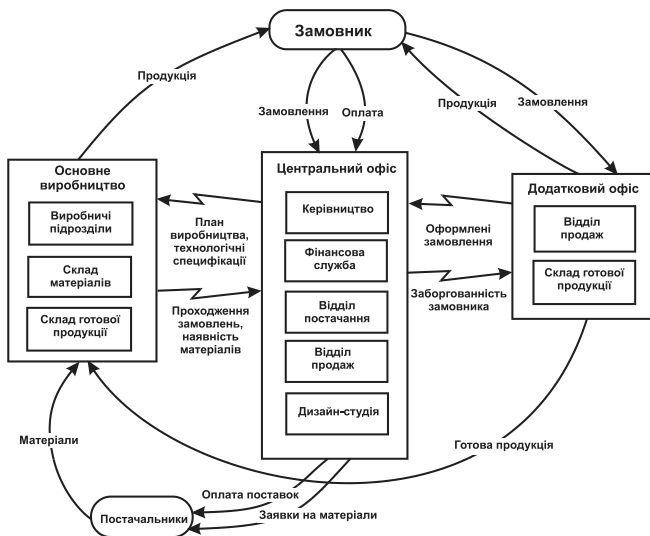 Замовник
Продукція
Замовлення
Оплата
Продукція
Замовлення
Основне
виробництво
Виробничі
підрозділи
Склад
матеріалів
Склад готової
продукції
План
виробництва,
технологічні
специфікації
Проходження
замовлень,
наявність
матеріалів
Центральний офіс
Керівництво
Фінансова
служба
Відділ
постачання
Відділ
продаж
Дизайн-студія
Оформлені
замовлення
Заборгованність
замовника
Додатковий офіс
Відділ
продаж
Склад готової
продукції
Матеріали
Готова продукція
Оплата поставок
Заявки на матеріали
Постачальники